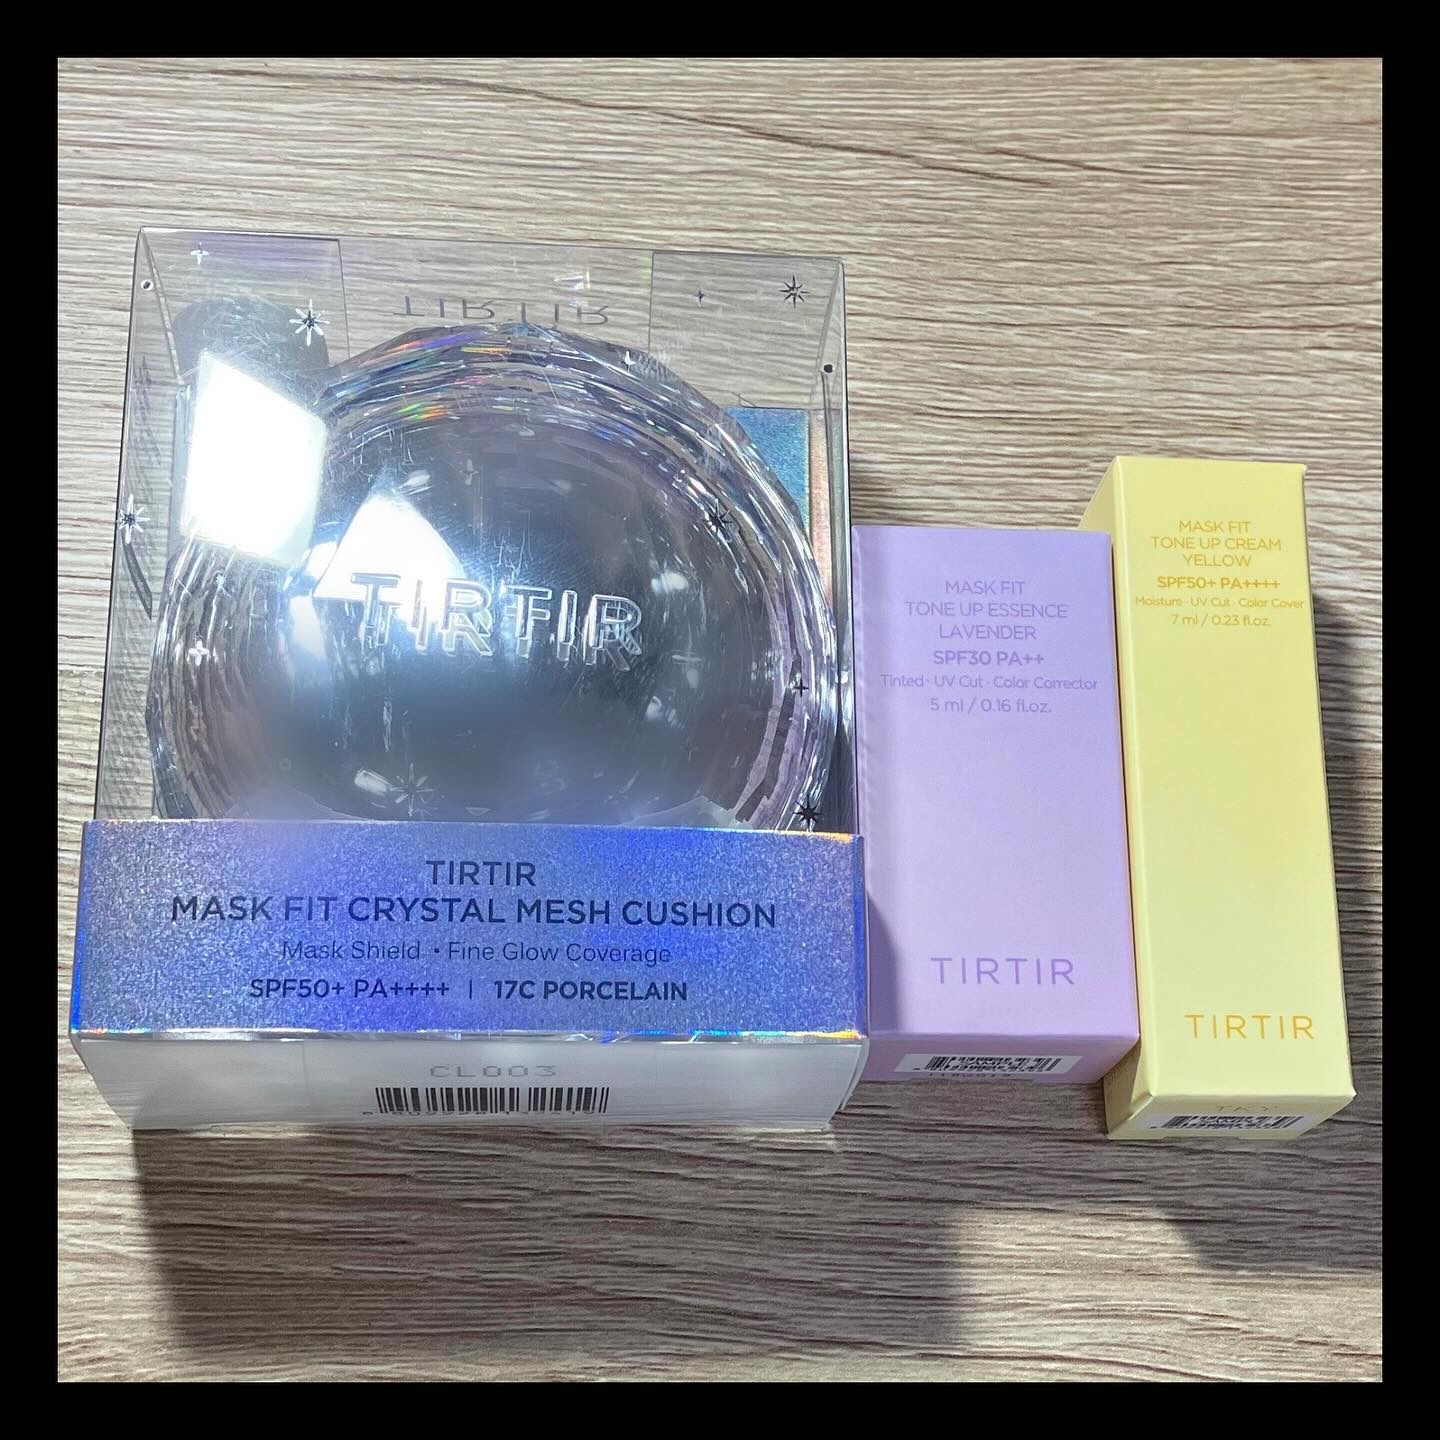 TIRTIR
TIRTIR
TIRTIR
MASK FIT CRYSTAL MESH CUSHION
Mask Shield • Fine Glow Coverage
SPF50+ PA++++ | 17C PORCELAIN
CL003
MASK FIT
TONE UP ESSENCE
LAVENDER
SPF30 PA++
Tinted · UV Cut · Color Corrector
5 ml / 0.16 fl.oz.
TIRTIR
SAMPLE
MASK FIT
TONE UP CREAM
YELLOW
SPF50+ PA++++
Moisture · UV Cut · Color Cover
7 ml / 0.23 fl.oz.
TIRTIR
SAMPLE